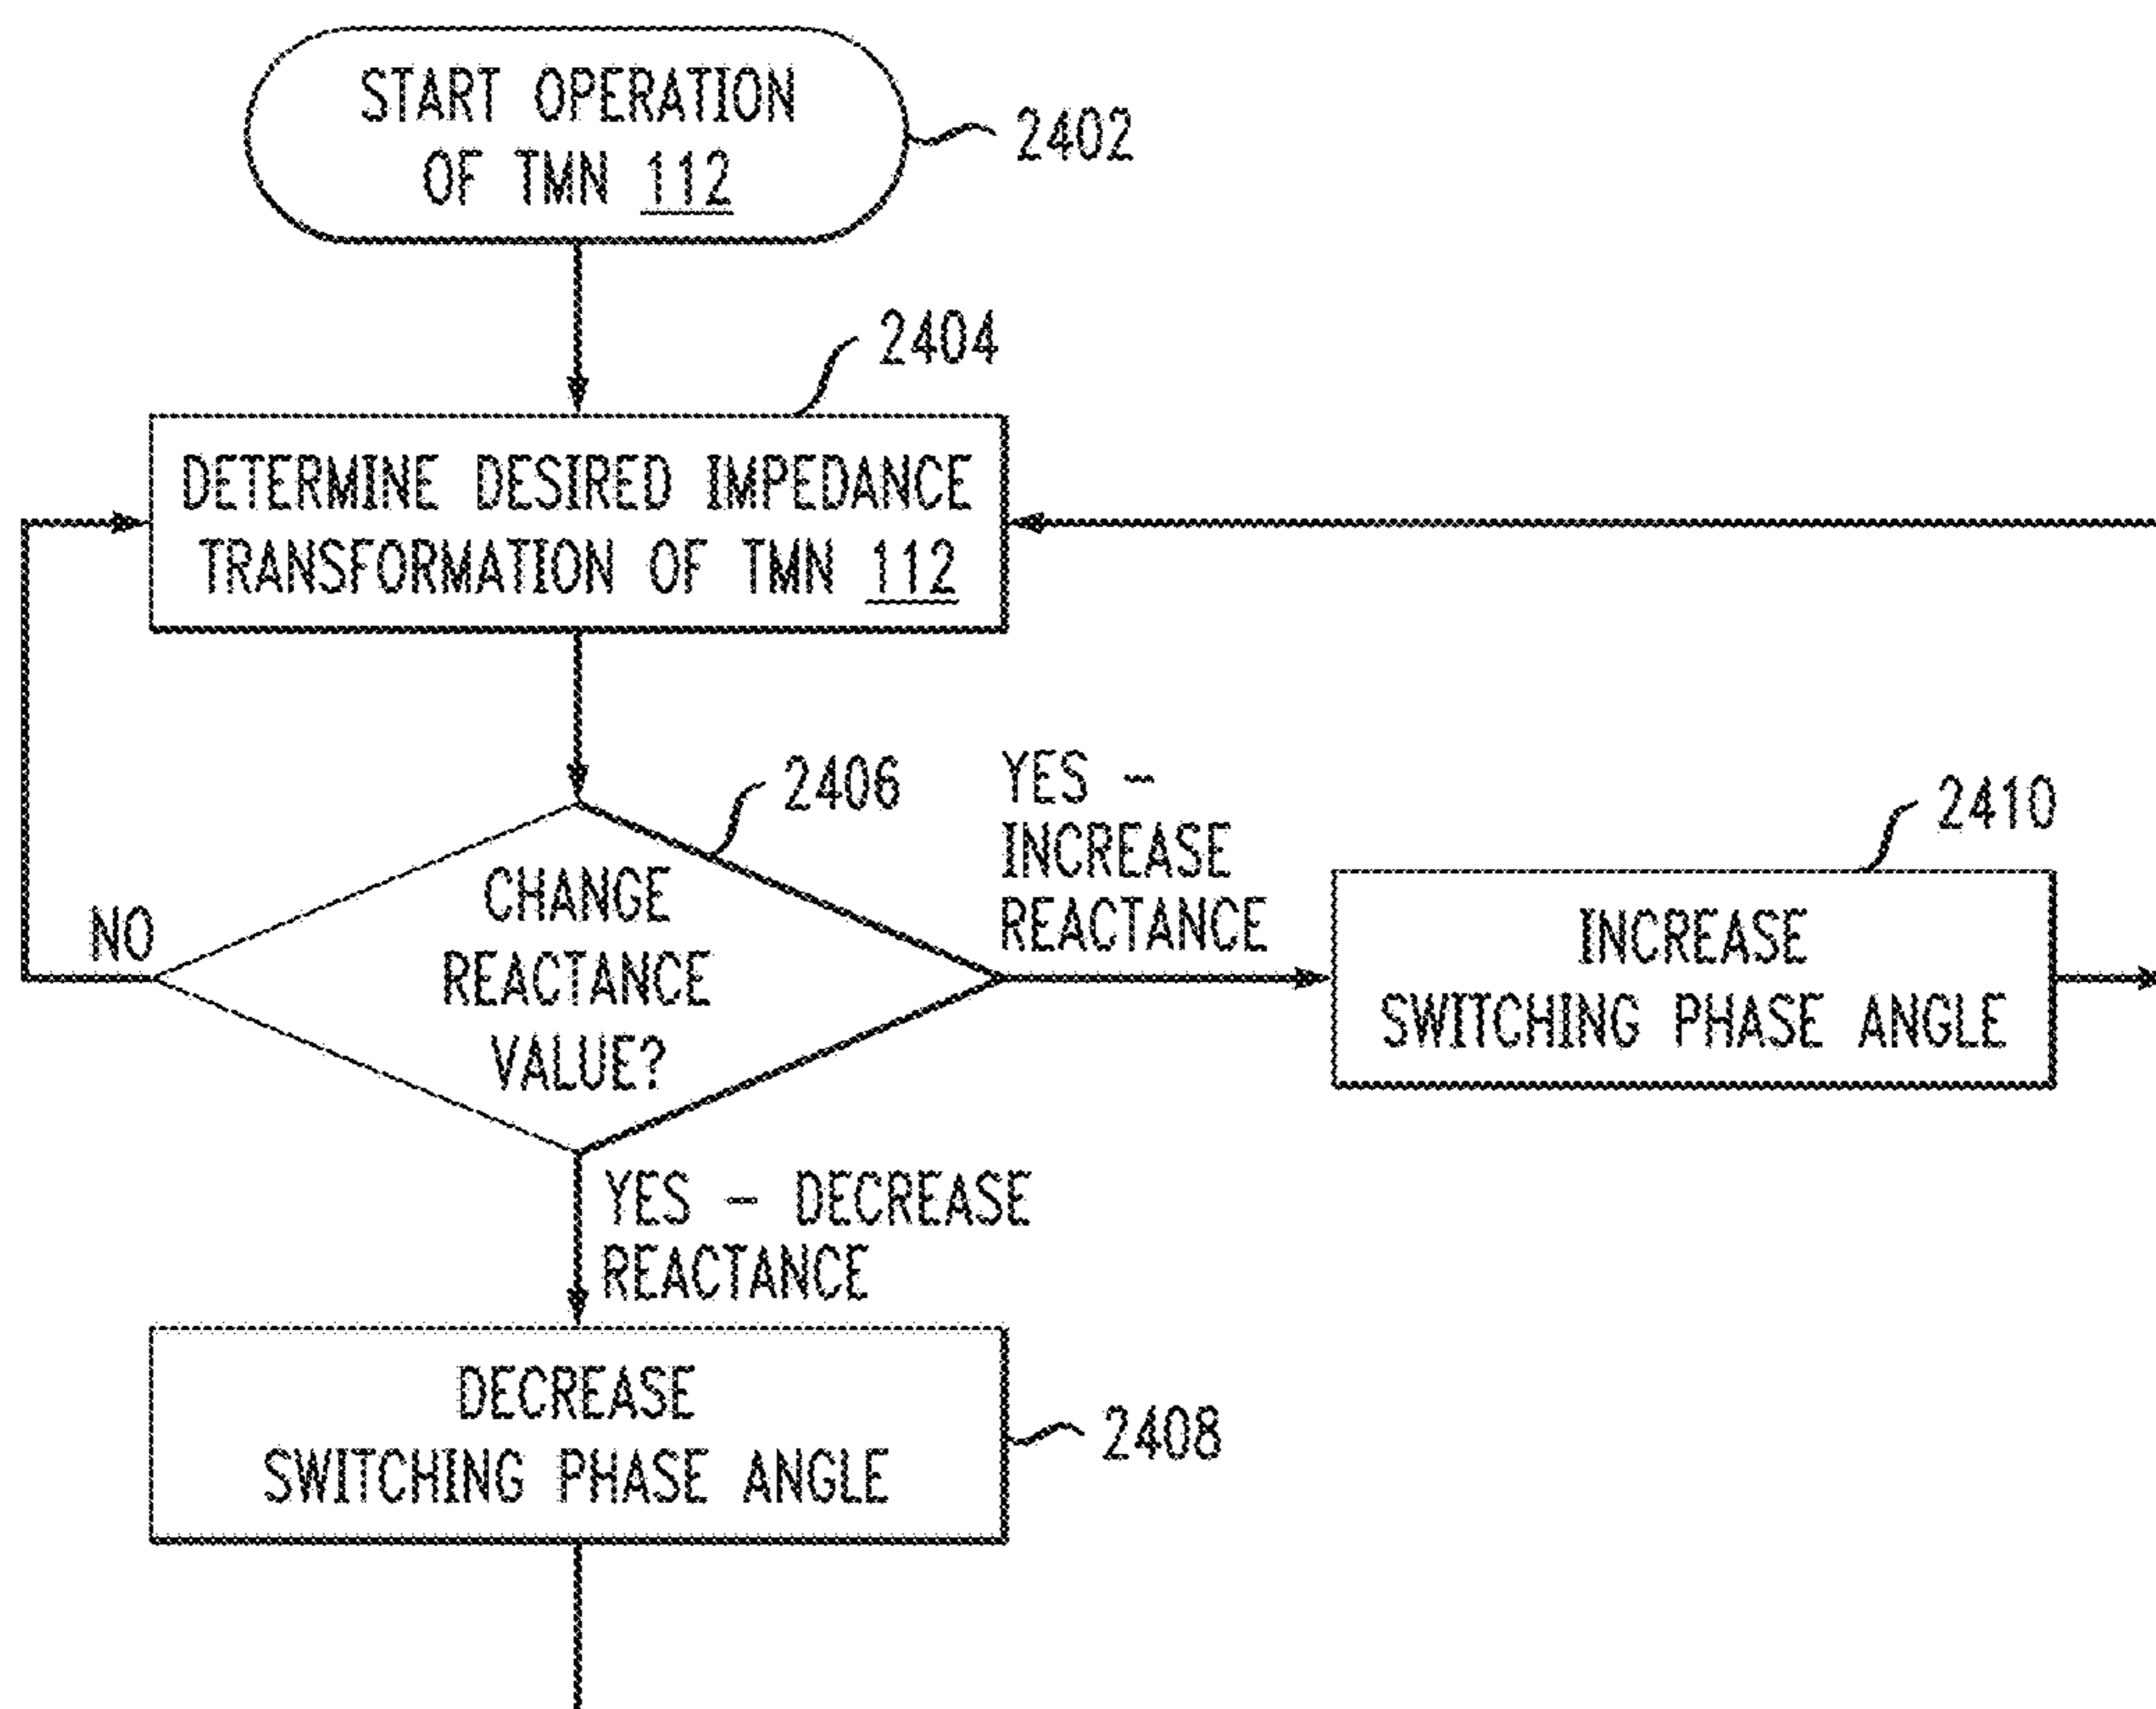 START OPERATION
OF TMN 112
2402
2404
DETERMINE DESIRED IMPEDANCE
TRANSFORMATION OF TMN 112
2406
YES –
INCREASE
REACTANCE
2410
NO
CHANGE
REACTANCE
VALUE?
INCREASE
SWITCHING PHASE ANGLE
YES – DECREASE
REACTANCE
DECREASE
SWITCHING PHASE ANGLE
2408